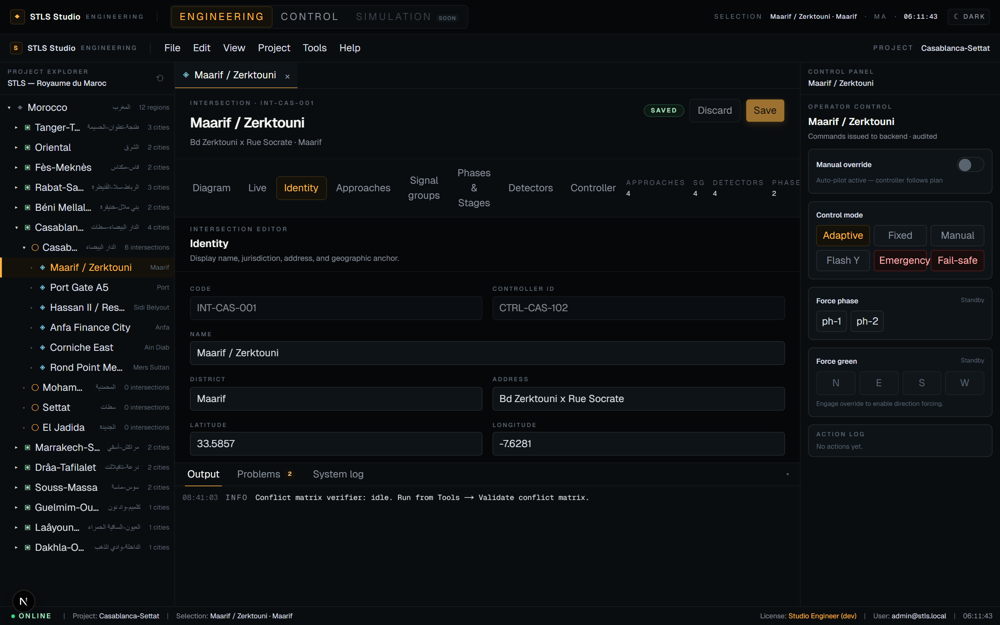 STLS Studio ENGINEERING
ENGINEERING CONTROL SIMULATION SOON
SELECTION Maarif / Zerktouni · Maarif · MA · 06:11:43 DARK
S STLS Studio ENGINEERING
File Edit View Project Tools Help
PROJECT Casablanca-Settat
PROJECT EXPLORER
STLS — Royaume du Maroc
Morocco المغرب 12 regions
Tanger-T... طنجة-تطوان-الحسيمة 3 cities
Oriental الشرق 2 cities
Fès-Meknès فاس-مكناس 2 cities
Rabat-Sa... الرباط-سلا-القنيطرة 3 cities
Béni Mellal... بني ملال-خنيفرة 2 cities
Casablan... الدار البيضاء-سطات 4 cities
Casab... الدار البيضاء 6 intersections
Maarif / Zerktouni Maarif
Port Gate A5 Port
Hassan II / Res... Sidi Belyout
Anfa Finance City Anfa
Corniche East Ain Diab
Rond Point Me... Mers Sultan
Moham... المحمدية 0 intersections
Settat سطات 0 intersections
El Jadida الجديدة 0 intersections
Marrakech-S... مراكش-آسفي 2 cities
Drâa-Tafilalet درعة-تافيلالت 2 cities
Souss-Massa سوس-ماسة 2 cities
Guelmim-Ou... كلميم-واد نون 1 cities
Laâyoun... العيون-الساقية الحمراء 1 cities
Dakhla-O... الداخلة-وادي الذهب 1 cities
N
Maarif / Zerktouni ×
INTERSECTION · INT-CAS-001
Maarif / Zerktouni
Bd Zerktouni x Rue Socrate · Maarif
SAVED Discard Save
Diagram
Live
Identity
Approaches
Signal
groups
Phases
&
Stages
Detectors
Controller
APPROACHES SG DETECTORS PHASE
4 4 4 2
INTERSECTION EDITOR
Identity
Display name, jurisdiction, address, and geographic anchor.
CODE CONTROLLER ID
INT-CAS-001 CTRL-CAS-102
NAME
Maarif / Zerktouni
DISTRICT ADDRESS
Maarif Bd Zerktouni x Rue Socrate
LATITUDE LONGITUDE
33.5857 -7.6281
Output Problems 2 System log
08:41:03 INFO Conflict matrix verifier: idle. Run from Tools → Validate conflict matrix.
CONTROL PANEL
Maarif / Zerktouni
OPERATOR CONTROL
Maarif / Zerktouni
Commands issued to backend · audited
Manual override
Auto-pilot active — controller follows plan
Control mode
Adaptive Fixed Manual
Flash Y Emergency Fail-safe
Force phase Standby
ph-1 ph-2
Force green Standby
N E S W
Engage override to enable direction forcing.
ACTION LOG
No actions yet.
ONLINE | Project: Casablanca-Settat | Selection: Maarif / Zerktouni · Maarif
License: Studio Engineer (dev) | User: admin@stls.local | 06:11:43